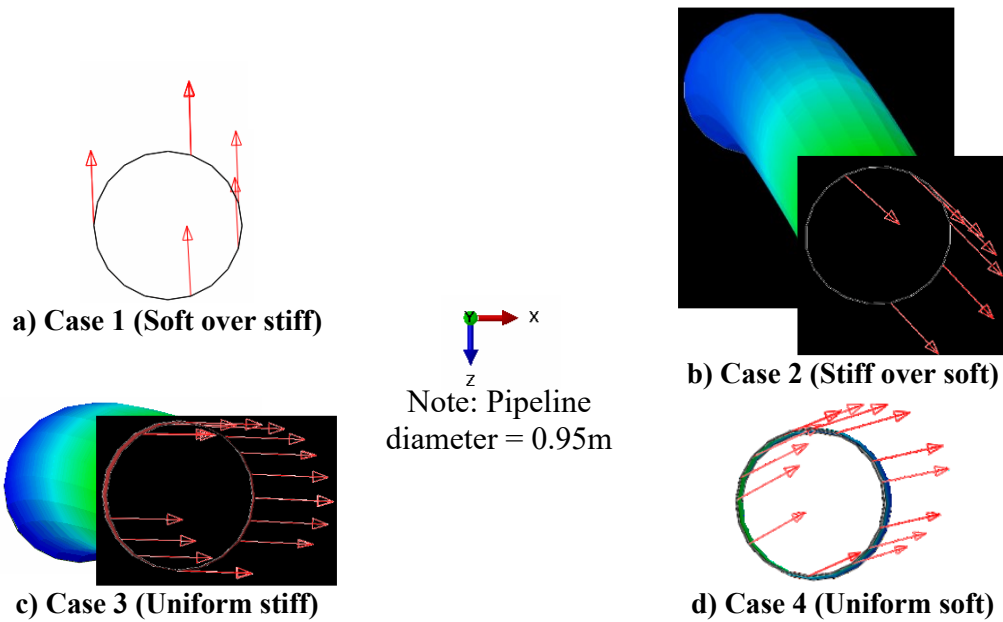 a) Case 1 (Soft over stiff)
b) Case 2 (Stiff over soft)
Y
X
Z
Note: Pipeline
diameter = 0.95m
c) Case 3 (Uniform stiff)
d) Case 4 (Uniform soft)